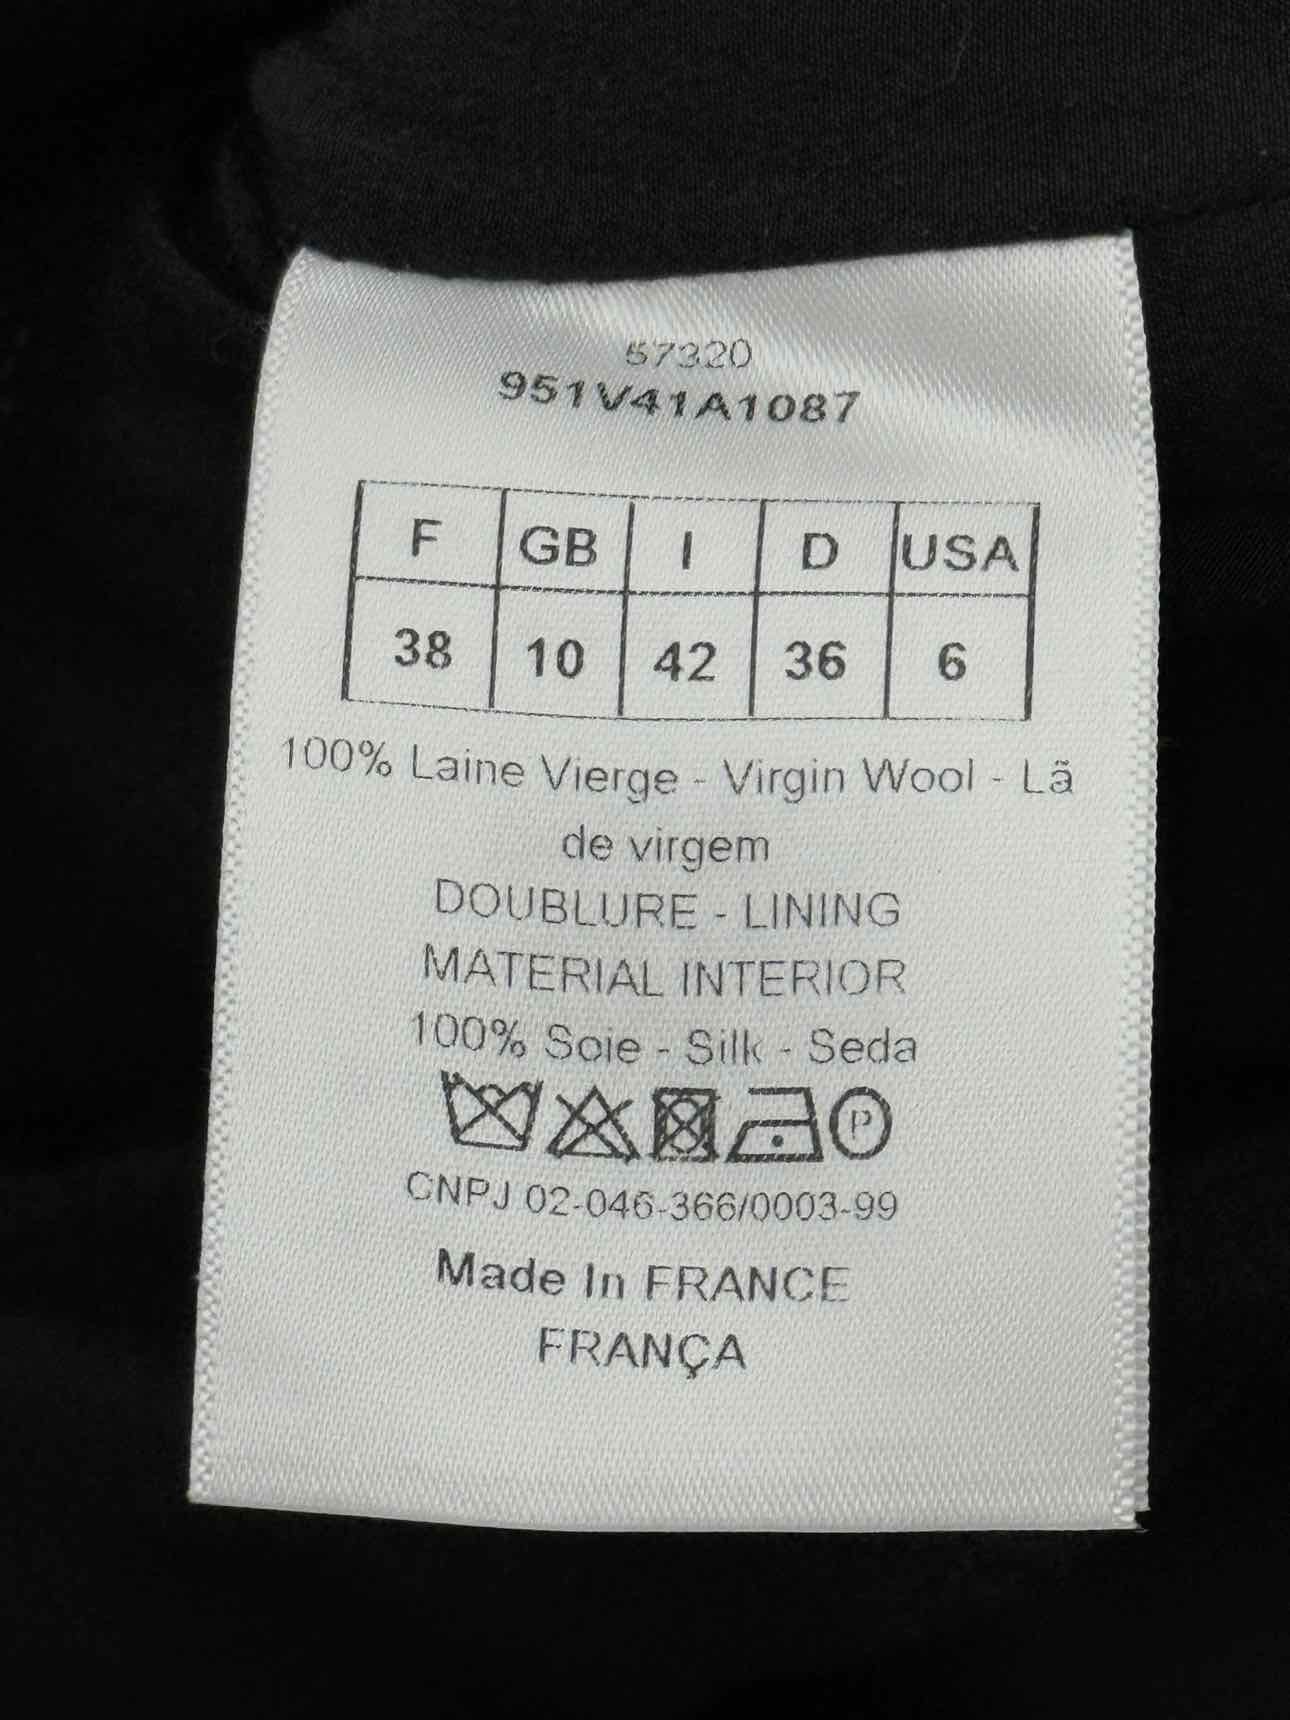 57320
951V41A1087
F GB I D USA
38 10 42 36 6
100% Laine Vierge - Virgin Wool - Lã
de virgem
DOUBLURE - LINING
MATERIAL INTERIOR
100% Soie - Silk - Seda
P
CNPJ 02-046-366/0003-99
Made In FRANCE
FRANÇA